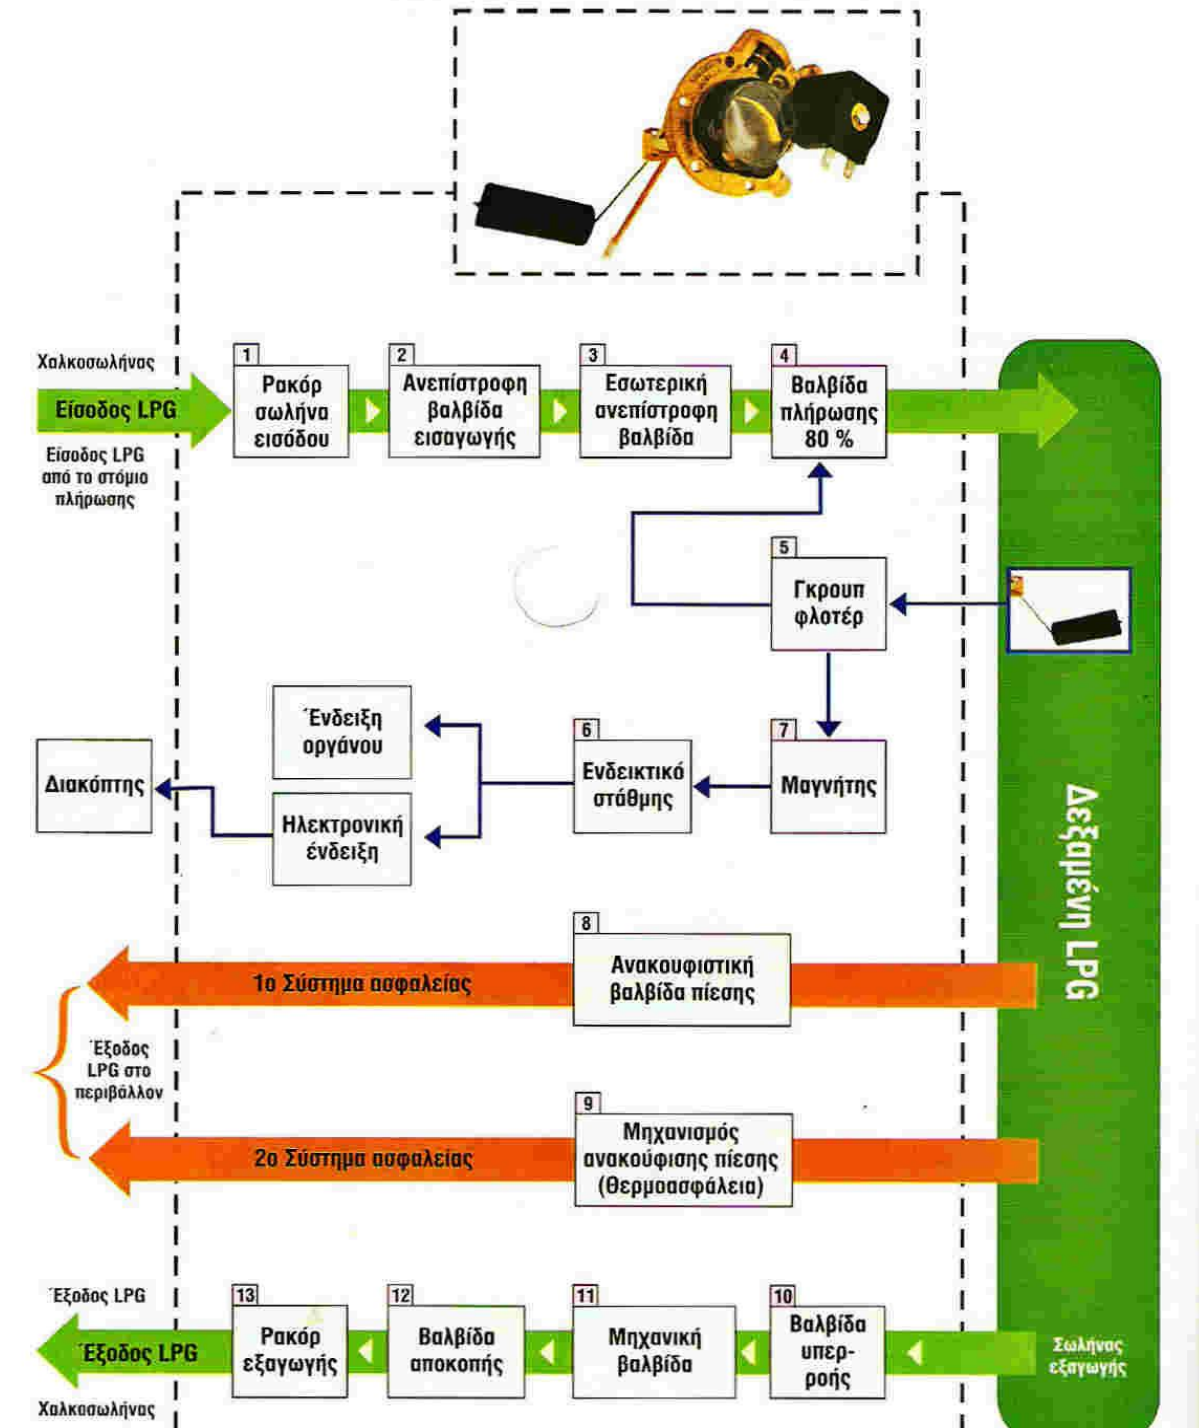 Χαλκοσωλήνας
Είσοδος LPG
Είσοδος LPG
από το στόμιο
πλήρωσης
1
Ρακόρ
σωλήνα
εισόδου
2
Ανεπίστροφη
βαλβίδα
εισαγωγής
3
Εσωτερική
ανεπίστροφη
βαλβίδα
4
Βαλβίδα
πλήρωσης
80 %
5
Γκρουπ
φλοτέρ
Διακόπτης
Ένδειξη
οργάνου
Ηλεκτρονική
ένδειξη
6
Ενδεικτικό
στάθμης
7
Μαγνήτης
Δεξαμένη LPG
8
Ανακουφιστική
βαλβίδα πίεσης
1ο Σύστημα ασφαλείας
Έξοδος
LPG στο
περιβάλλον
9
Μηχανισμός
ανακούφισης πίεσης
(Θερμοασφάλεια)
2ο Σύστημα ασφαλείας
Έξοδος LPG
Έξοδος LPG
Χαλκοσωλήνας
13
Ρακόρ
εξαγωγής
12
Βαλβίδα
αποκοπής
11
Μηχανική
βαλβίδα
10
Βαλβίδα
υπερ-
ροής
Σωλήνας
εξαγωγής